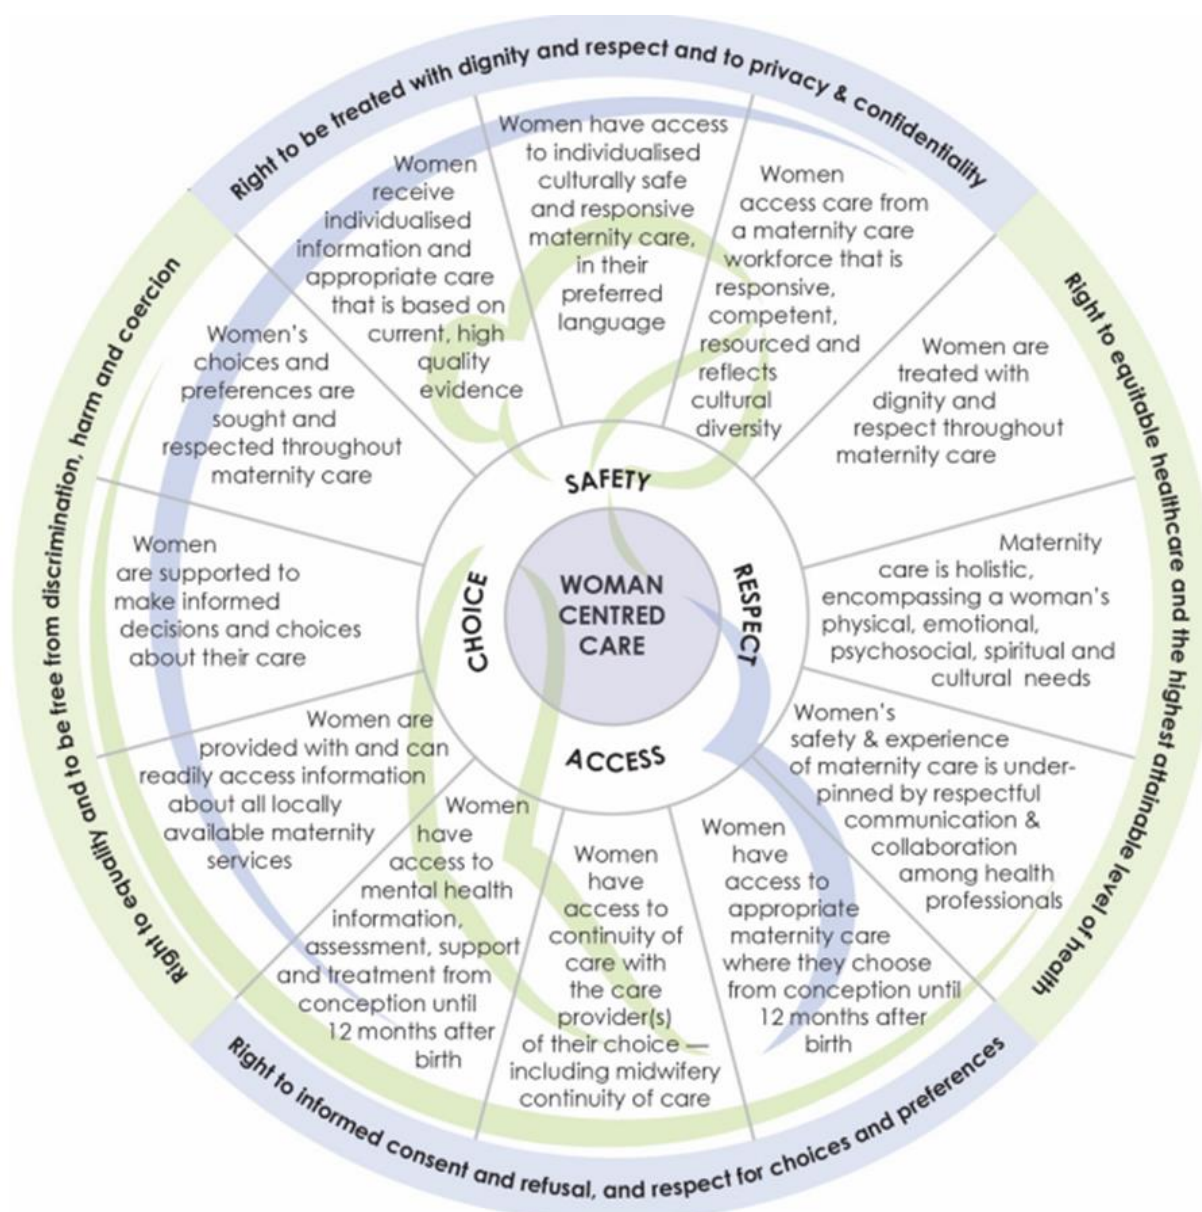 Right to be treated with dignity and respect and to privacy & confidentiality
Right to equitable healthcare and the highest attainable level of health
Right to informed consent and refusal, and respect for choices and preferences
Right to equality and to be free from discrimination, harm and coercion
Women have access
to individualised
culturally safe
and responsive
maternity care,
in their
preferred
language
Women
access care from
a maternity care
workforce that is
responsive,
competent,
resourced and
reflects
cultural
diversity
Women are
treated with
dignity and
respect throughout
maternity care
Maternity
care is holistic,
encompassing a woman's
physical, emotional,
psychosocial, spiritual and
cultural needs
Women's
safety & experience
of maternity care is under-
pinned by respectful
communication &
collaboration
among health
professionals
Women
have
access to
appropriate
maternity care
where they choose
from conception until
12 months after
birth
Women
have
access to
continuity of
care with
the care
provider(s)
of their choice —
including midwifery
continuity of care
Women
have
access to
mental health
information,
assessment, support
and treatment from
conception until
12 months after
birth
Women are
provided with and can
readily access information
about all locally
available maternity
services
Women
are supported to
make informed
decisions and choices
about their care
Women's
choices and
preferences are
sought and
respected throughout
maternity care
Women
receive
individualised
information and
appropriate care
that is based on
current, high
quality
evidence
SAFETY
RESPECT
ACCESS
CHOICE
WOMAN
CENTRED
CARE